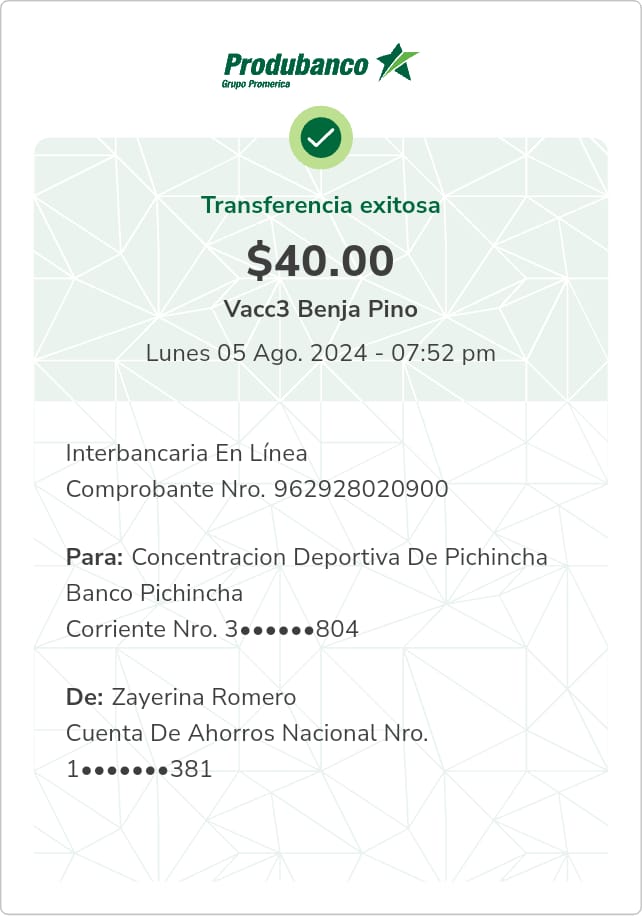 Produbanco
Grupo Promerica
Transferencia exitosa
$40.00
Vacc3 Benja Pino
Lunes 05 Ago. 2024 - 07:52 pm
Interbancaria En Línea
Comprobante Nro. 962928020900
Para: Concentracion Deportiva De Pichincha
Banco Pichincha
Corriente Nro. 3●●●●●●804
De: Zayerina Romero
Cuenta De Ahorros Nacional Nro.
1●●●●●●●381